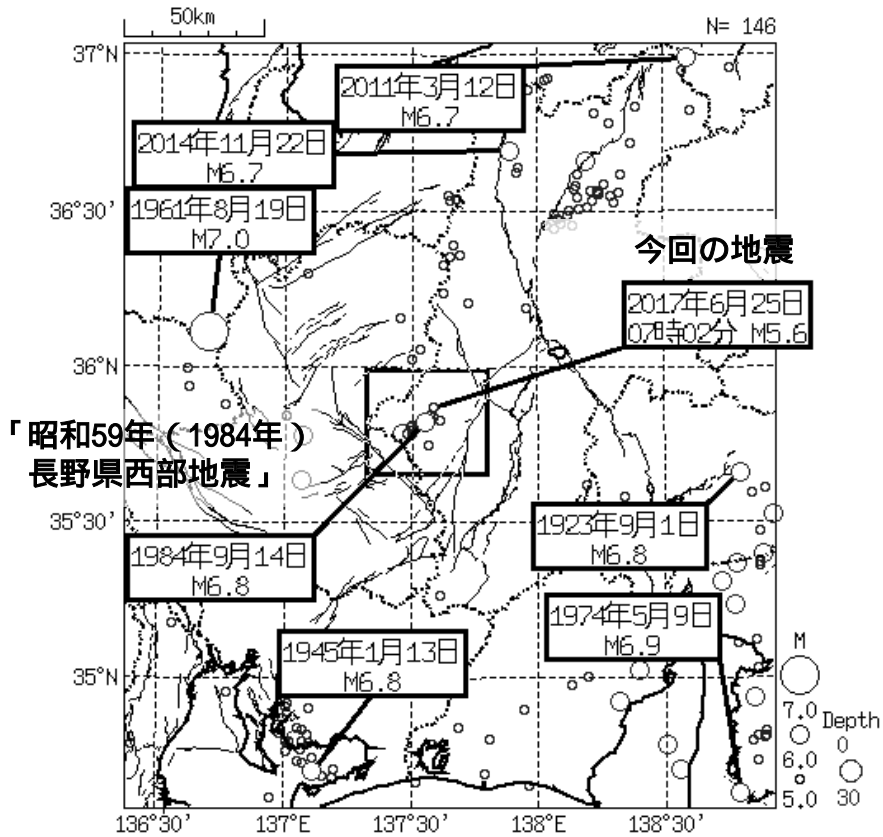 50km
N= 146
37°N
2011年3月12日
M6.7
2014年11月22日
M6.7
36°30'
1961年8月19日
M7.0
今回の地震
2017年6月25日
07時02分 M5.6
36°N
「昭和59年（1984年）
長野県西部地震」
35°30'
1923年9月1日
M6.8
1984年9月14日
M6.8
1974年5月9日
M6.9
1945年1月13日
M6.8
35°N
M
7.0
6.0
5.0
Depth
0
30
136°30'
137°E
137°30'
138°E
138°30'